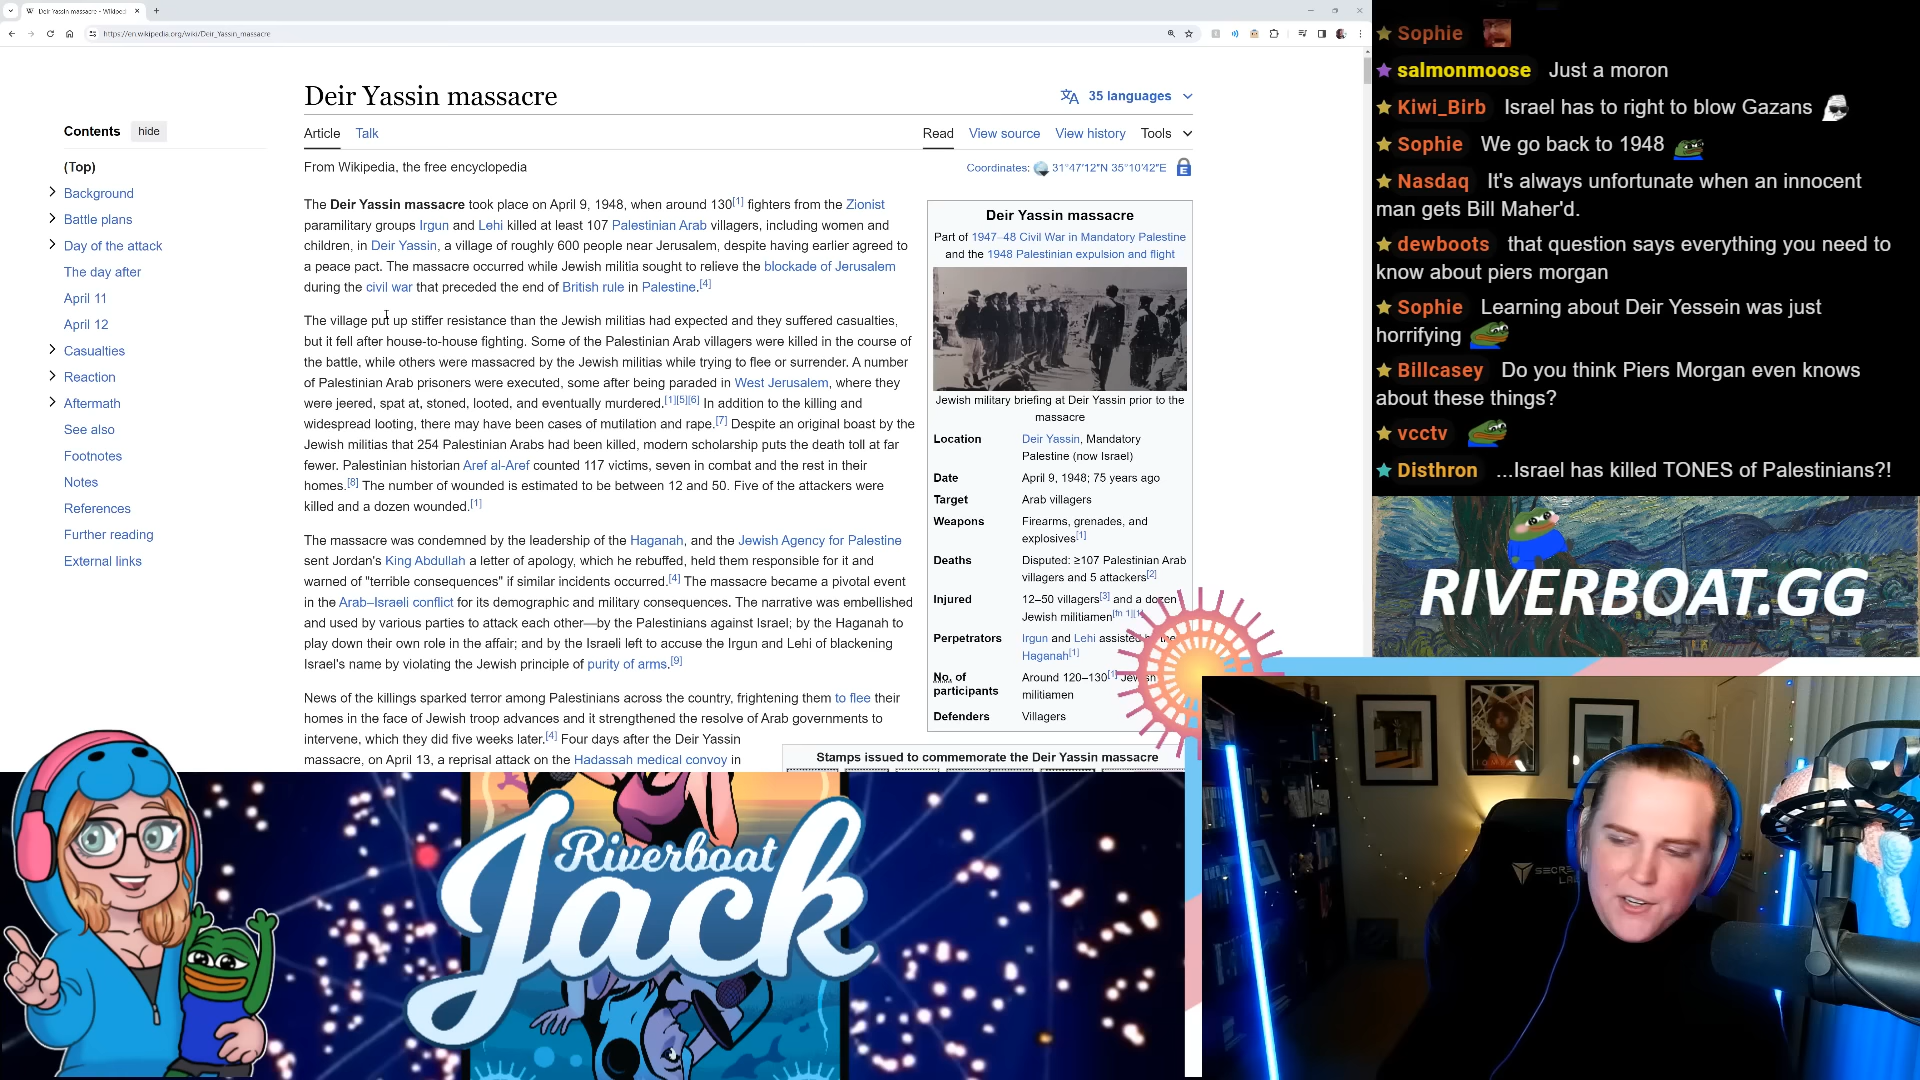 Deir Yassin massacre - Wikiped
https://en.wikipedia.org/wiki/Deir_Yassin_massacre
Deir Yassin massacre
35 languages
Contents
hide
Article
Talk
Read
View source
View history
Tools
(Top)
Background
Battle plans
Day of the attack
The day after
April 11
April 12
Casualties
Reaction
Aftermath
See also
Footnotes
Notes
References
Further reading
External links
From Wikipedia, the free encyclopedia
Coordinates: 31°47′12″N 35°10′42″E
The Deir Yassin massacre took place on April 9, 1948, when around 130[1] fighters from the Zionist
paramilitary groups Irgun and Lehi killed at least 107 Palestinian Arab villagers, including women and
children, in Deir Yassin, a village of roughly 600 people near Jerusalem, despite having earlier agreed to
a peace pact. The massacre occurred while Jewish militia sought to relieve the blockade of Jerusalem
during the civil war that preceded the end of British rule in Palestine.[4]
The village put up stiffer resistance than the Jewish militias had expected and they suffered casualties,
but it fell after house-to-house fighting. Some of the Palestinian Arab villagers were killed in the course of
the battle, while others were massacred by the Jewish militias while trying to flee or surrender. A number
of Palestinian Arab prisoners were executed, some after being paraded in West Jerusalem, where they
were jeered, spat at, stoned, looted, and eventually murdered.[1][5][6] In addition to the killing and
widespread looting, there may have been cases of mutilation and rape.[7] Despite an original boast by the
Jewish militias that 254 Palestinian Arabs had been killed, modern scholarship puts the death toll at far
fewer. Palestinian historian Aref al-Aref counted 117 victims, seven in combat and the rest in their
homes.[8] The number of wounded is estimated to be between 12 and 50. Five of the attackers were
killed and a dozen wounded.[1]
The massacre was condemned by the leadership of the Haganah, and the Jewish Agency for Palestine
sent Jordan's King Abdullah a letter of apology, which he rebuffed, held them responsible for it and
warned of "terrible consequences" if similar incidents occurred.[4] The massacre became a pivotal event
in the Arab–Israeli conflict for its demographic and military consequences. The narrative was embellished
and used by various parties to attack each other—by the Palestinians against Israel; by the Haganah to
play down their own role in the affair; and by the Israeli left to accuse the Irgun and Lehi of blackening
Israel's name by violating the Jewish principle of purity of arms.[9]
News of the killings sparked terror among Palestinians across the country, frightening them to flee their
homes in the face of Jewish troop advances and it strengthened the resolve of Arab governments to
intervene, which they did five weeks later.[4] Four days after the Deir Yassin
massacre, on April 13, a reprisal attack on the Hadassah medical convoy in
Deir Yassin massacre
Part of 1947–48 Civil War in Mandatory Palestine
and the 1948 Palestinian expulsion and flight
Jewish military briefing at Deir Yassin prior to the
massacre
Location Deir Yassin, Mandatory
Palestine (now Israel)
Date April 9, 1948; 75 years ago
Target Arab villagers
Weapons Firearms, grenades, and
explosives[1]
Deaths Disputed: ≥107 Palestinian Arab
villagers and 5 attackers[2]
Injured 12–50 villagers[3] and a dozen
Jewish militiamen[fn 1]
Perpetrators Irgun and Lehi assisted the
Haganah[1]
No. of Around 120–130[1] Jewish
participants militiamen
Defenders Villagers
Stamps issued to commemorate the Deir Yassin massacre
Sophie
salmonmoose Just a moron
Kiwi_Birb Israel has to right to blow Gazans
Sophie We go back to 1948
Nasdaq It's always unfortunate when an innocent
man gets Bill Maher'd.
dewboots that question says everything you need to
know about piers morgan
Sophie Learning about Deir Yessein was just
horrifying
Billcasey Do you think Piers Morgan even knows
about these things?
vcctv
Disthron ...Israel has killed TONES of Palestinians?!
RIVERBOAT.GG
Riverboat
Jack